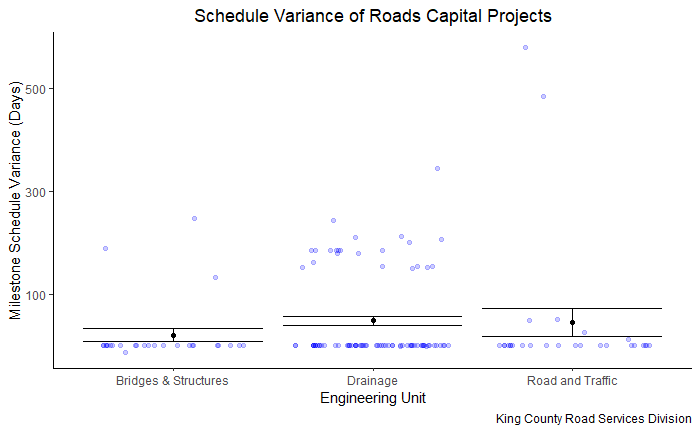 Schedule Variance of Roads Capital Projects
Milestone Schedule Variance (Days)
500
300
100
Bridges & Structures
Drainage
Road and Traffic
Engineering Unit
King County Road Services Division